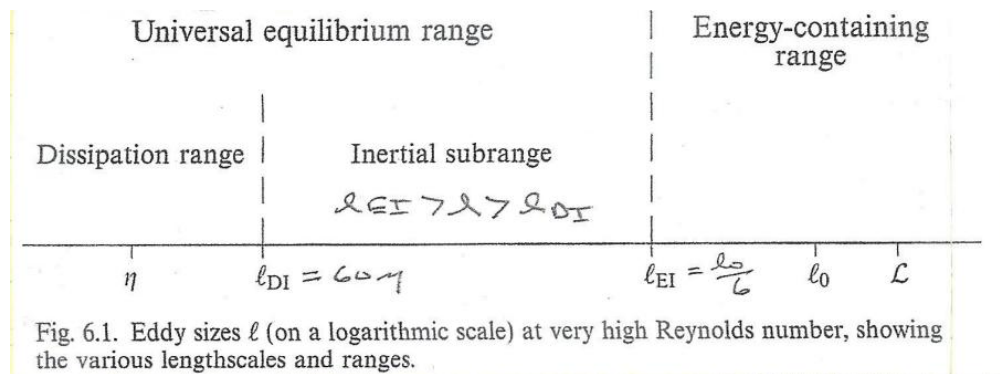 Universal equilibrium range
Energy-containing
range
Dissipation range
Inertial subrange
ℓEI > ℓ > ℓDI
η
ℓDI = 60η
ℓEI = ℓ0/6
ℓ0
ℒ
Fig. 6.1. Eddy sizes ℓ (on a logarithmic scale) at very high Reynolds number, showing
the various lengthscales and ranges.